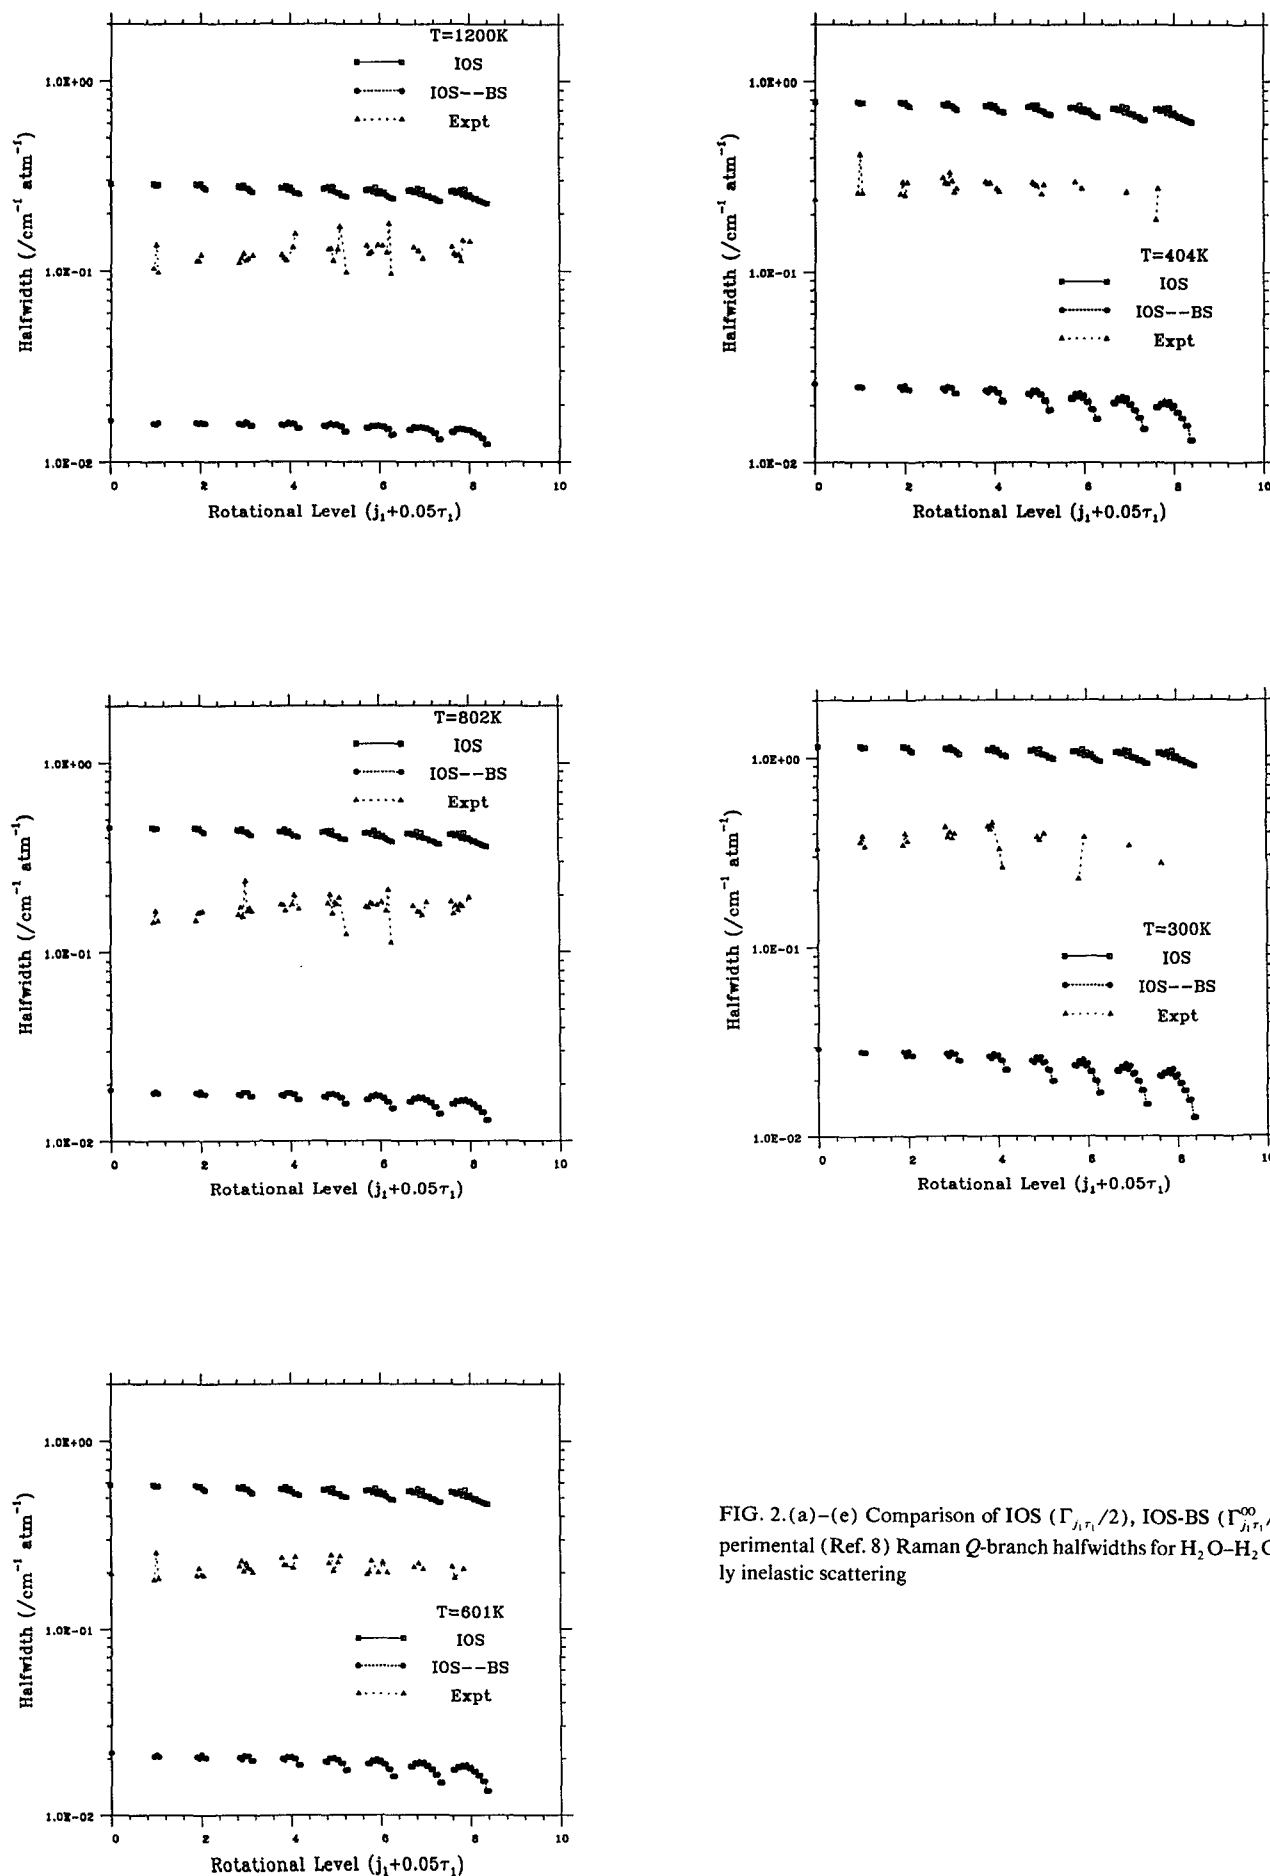 T=1200K
IOS
IOS--BS
Expt
1.0E+00
1.0E-01
1.0E-02
Halfwidth (/cm⁻¹ atm⁻¹)
0 2 4 6 8 10
Rotational Level (j₁+0.05τ₁)
1.0E+00
1.0E-01
1.0E-02
Halfwidth (/cm⁻¹ atm⁻¹)
T=404K
IOS
IOS--BS
Expt
0 2 4 6 8 10
Rotational Level (j₁+0.05τ₁)
T=802K
IOS
IOS--BS
Expt
1.0E+00
1.0E-01
1.0E-02
Halfwidth (/cm⁻¹ atm⁻¹)
0 2 4 6 8 10
Rotational Level (j₁+0.05τ₁)
1.0E+00
1.0E-01
1.0E-02
Halfwidth (/cm⁻¹ atm⁻¹)
T=300K
IOS
IOS--BS
Expt
0 2 4 6 8 10
Rotational Level (j₁+0.05τ₁)
1.0E+00
1.0E-01
1.0E-02
Halfwidth (/cm⁻¹ atm⁻¹)
T=601K
IOS
IOS--BS
Expt
0 2 4 6 8 10
Rotational Level (j₁+0.05τ₁)
FIG. 2.(a)–(e) Comparison of IOS (Γ_{j₁τ₁}/2), IOS-BS (Γ^∞_{j₁τ₁}/
perimental (Ref. 8) Raman Q-branch halfwidths for H₂O–H₂O
ly inelastic scattering